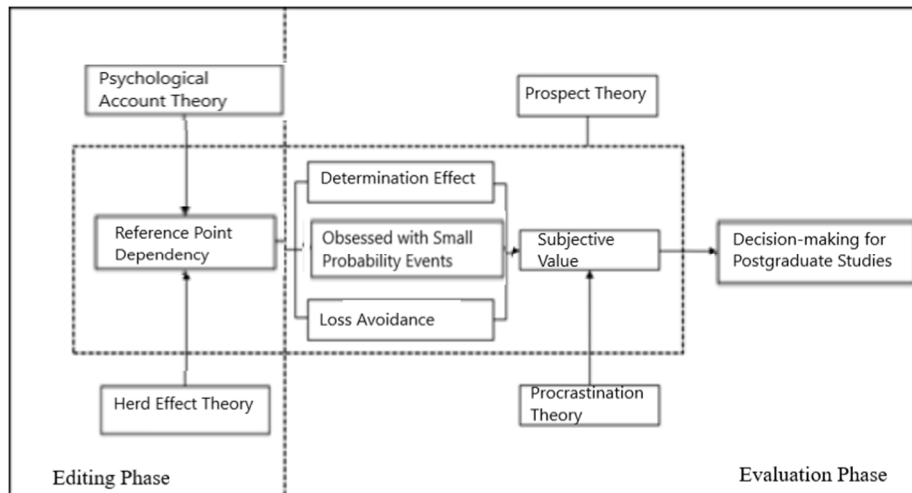 Psychological
Account Theory
Prospect Theory
Determination Effect
Reference Point
Dependency
Obsessed with Small
Probability Events
Subjective
Value
Decision-making for
Postgraduate Studies
Loss Avoidance
Herd Effect Theory
Procrastination
Theory
Editing Phase
Evaluation Phase